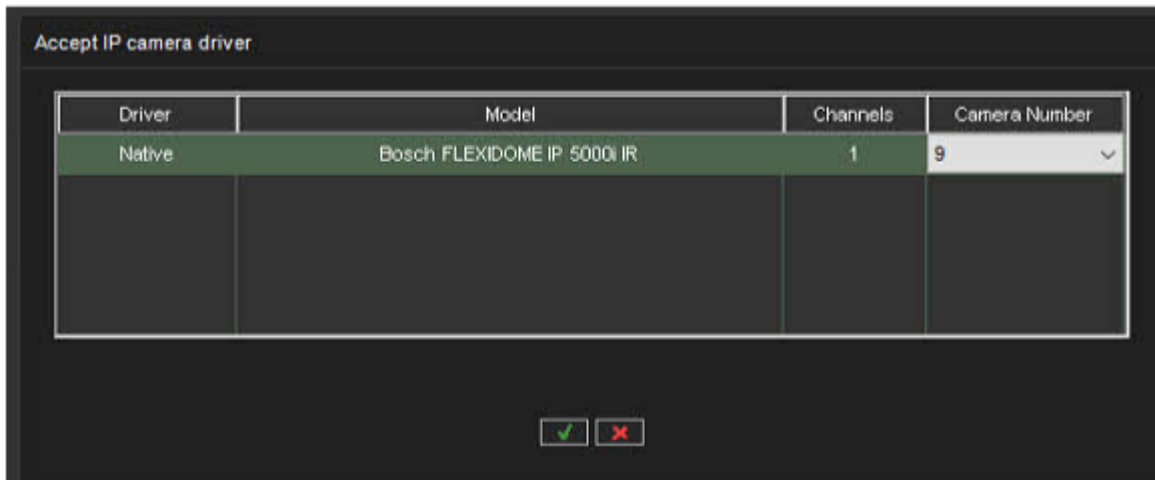 Accept IP camera driver
Driver Model Channels Camera Number
Native Bosch FLEXIDOME IP 5000i IR 1 9